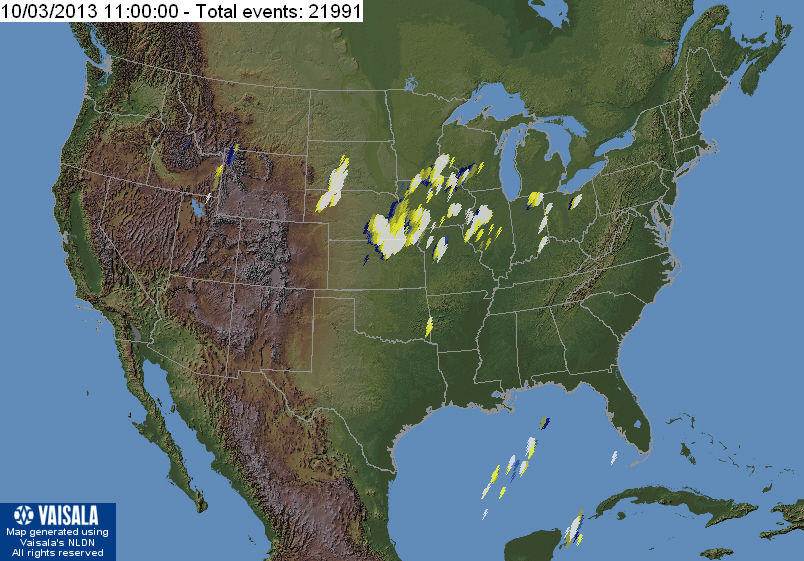 10/03/2013 11:00:00 - Total events: 21991
VAISALA
Map generated using
Vaisala's NLDN
All rights reserved